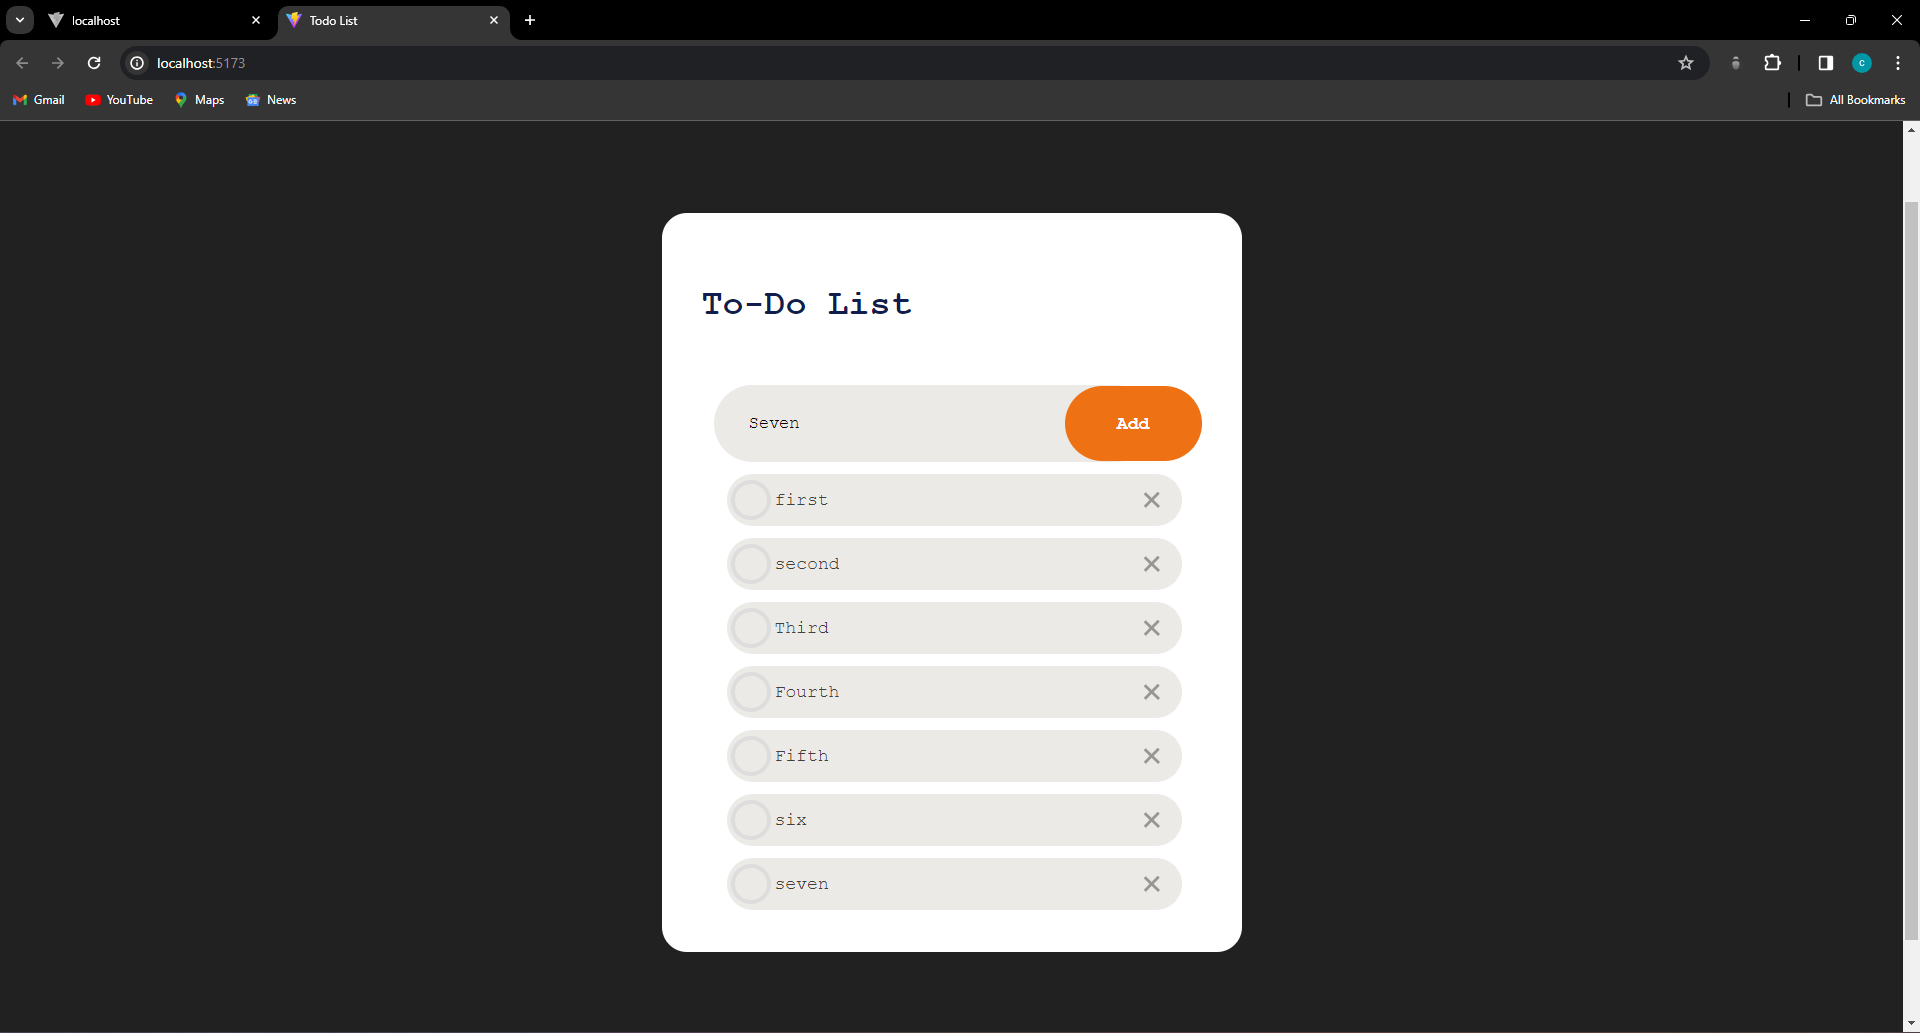 localhost
Todo List
localhost:5173
Gmail YouTube Maps News All Bookmarks
To-Do List
Seven Add
first
second
Third
Fourth
Fifth
six
seven